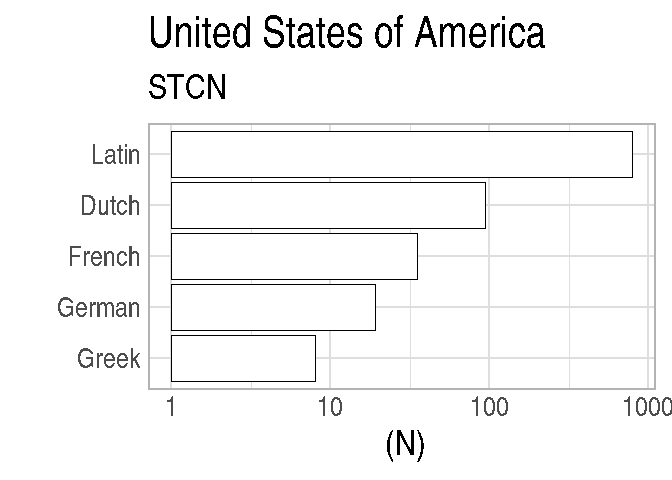 United States of America
STCN
Latin
Dutch
French
German
Greek
1 10 100 1000
(N)